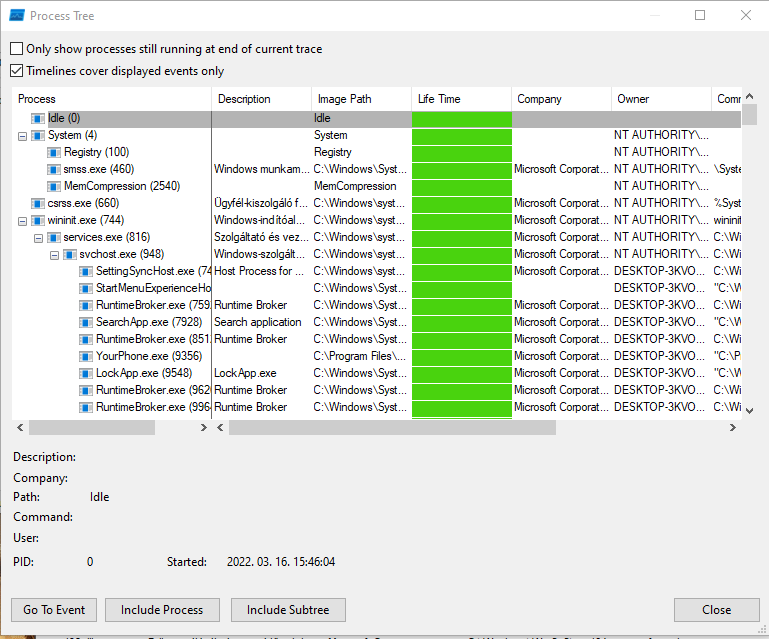 Process Tree
Only show processes still running at end of current trace
Timelines cover displayed events only
Process Description Image Path Life Time Company Owner Comm
Idle (0) Idle
System (4) System NT AUTHORITY\...
Registry (100) Registry NT AUTHORITY\...
smss.exe (460) Windows munkam... C:\Windows\Syst... Microsoft Corporat... NT AUTHORITY\... \Syste
MemCompression (2540) MemCompression NT AUTHORITY\...
csrss.exe (660) Ügyfél-kiszolgáló f... C:\Windows\syst... Microsoft Corporat... NT AUTHORITY\... %Syst
wininit.exe (744) Windows-indítóal... C:\Windows\syst... Microsoft Corporat... NT AUTHORITY\... wininit
services.exe (816) Szolgáltató és vez... C:\Windows\syst... Microsoft Corporat... NT AUTHORITY\... C:\Wi
svchost.exe (948) Windows-szolgált... C:\Windows\syst... Microsoft Corporat... NT AUTHORITY\... C:\Wi
SettingSyncHost.exe (74 Host Process for ... C:\Windows\Syst... Microsoft Corporat... DESKTOP-3KVO... C:\Wi
StartMenuExperienceHo C:\Windows\Syst... DESKTOP-3KVO... "C:\W
RuntimeBroker.exe (759 Runtime Broker C:\Windows\Syst... Microsoft Corporat... DESKTOP-3KVO... C:\Wi
SearchApp.exe (7928) Search application C:\Windows\Syst... Microsoft Corporat... DESKTOP-3KVO... "C:\W
RuntimeBroker.exe (851 Runtime Broker C:\Windows\Syst... Microsoft Corporat... DESKTOP-3KVO... C:\Wi
YourPhone.exe (9356) C:\Program Files\... DESKTOP-3KVO... "C:\P
LockApp.exe (9548) LockApp.exe C:\Windows\Syst... Microsoft Corporat... DESKTOP-3KVO... "C:\W
RuntimeBroker.exe (962 Runtime Broker C:\Windows\Syst... Microsoft Corporat... DESKTOP-3KVO... C:\Wi
RuntimeBroker.exe (996 Runtime Broker C:\Windows\Syst... Microsoft Corporat... DESKTOP-3KVO... C:\Wi
Description:
Company:
Path: Idle
Command:
User:
PID: 0 Started: 2022. 03. 16. 15:46:04
Go To Event Include Process Include Subtree Close